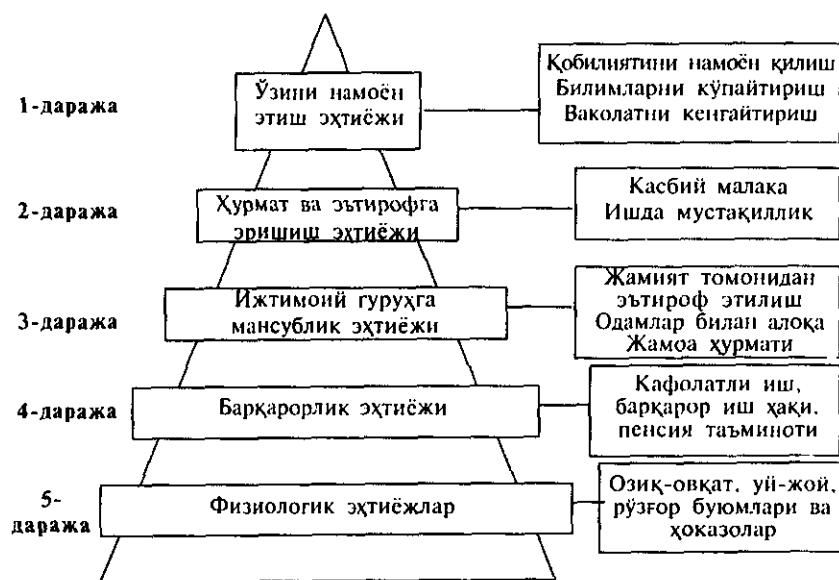 1-даража
Ўзини намоён
этиш эҳтиёжи
Қобилиятини намоён қилиш
Билимларни кўпайтириш
Ваколатни кенгайтириш
2-даража
Ҳурмат ва эътирофга
эришиш эҳтиёжи
Касбий малака
Ишда мустақиллик
3-даража
Ижтимоий гуруҳга
мансублик эҳтиёжи
Жамият томонидан
эътироф этилиш
Одамлар билан алоқа
Жамоа ҳурмати
4-даража
Барқарорлик эҳтиёжи
Кафолатли иш,
барқарор иш ҳақи,
пенсия таъминоти
5-
даража
Физиологик эҳтиёжлар
Озиқ-овқат, уй-жой,
рўзғор буюмлари ва
ҳоказолар